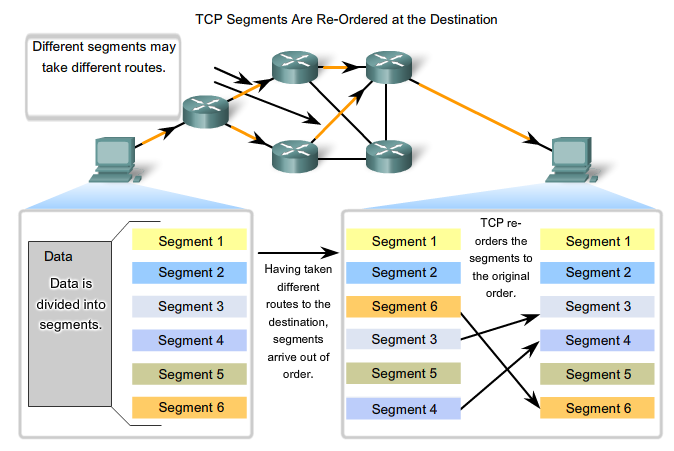 TCP Segments Are Re-Ordered at the Destination
Different segments may
take different routes.
Data
Data is
divided into
segments.
Segment 1
Segment 2
Segment 3
Segment 4
Segment 5
Segment 6
Having taken
different
routes to the
destination,
segments
arrive out of
order.
Segment 1
Segment 2
Segment 6
Segment 3
Segment 5
Segment 4
TCP re-
orders the
segments to
the original
order.
Segment 1
Segment 2
Segment 3
Segment 4
Segment 5
Segment 6